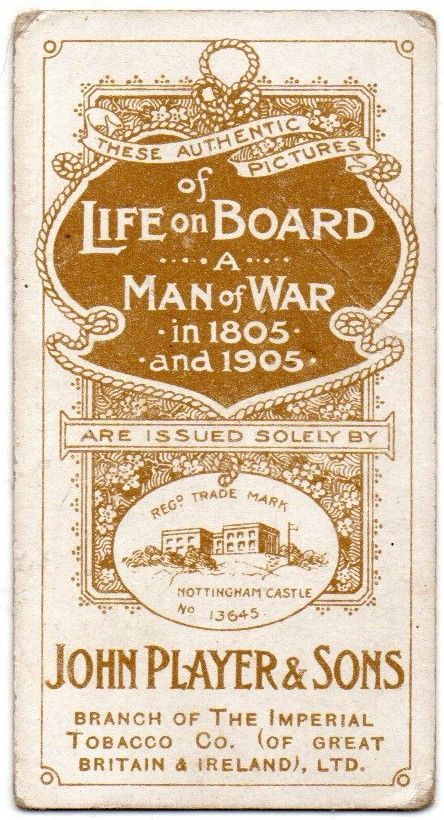 THESE AUTHENTIC
PICTURES
of
LIFE on BOARD
····A····
MAN of WAR
·in 1805·
·and 1905·
ARE ISSUED SOLELY BY
REGD TRADE MARK
NOTTINGHAM CASTLE
No 13645
JOHN PLAYER & SONS
BRANCH OF THE IMPERIAL
TOBACCO CO. (OF GREAT
BRITAIN & IRELAND), LTD.